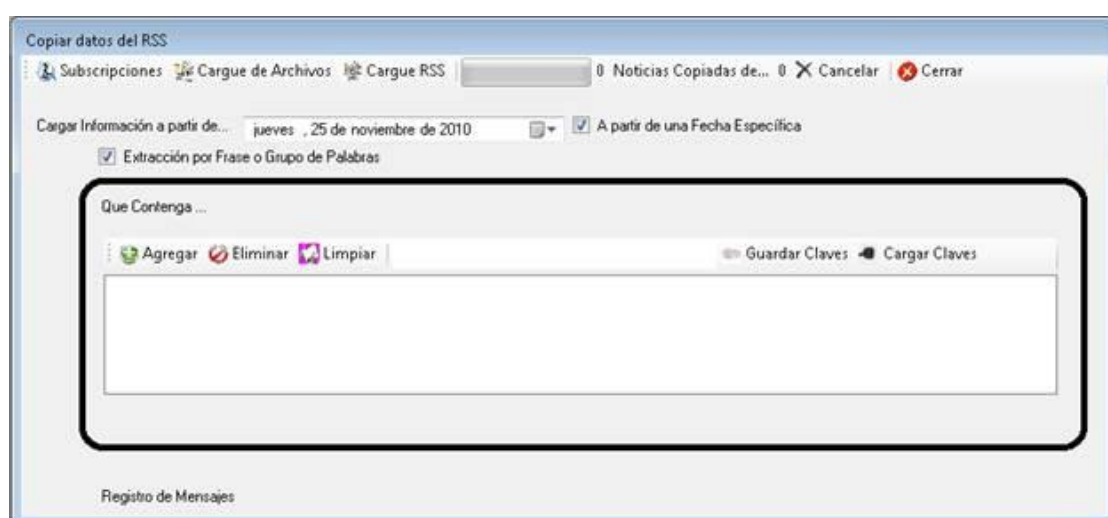 Copiar datos del RSS
Subscripciones Cargue de Archivos Cargue RSS 0 Noticias Copiadas de... 0 Cancelar Cerrar
Cargar Información a partir de... jueves , 25 de noviembre de 2010 A partir de una Fecha Específica
Extracción por Frase o Grupo de Palabras
Que Contenga ...
Agregar Eliminar Limpiar Guardar Claves Cargar Claves
Registro de Mensajes